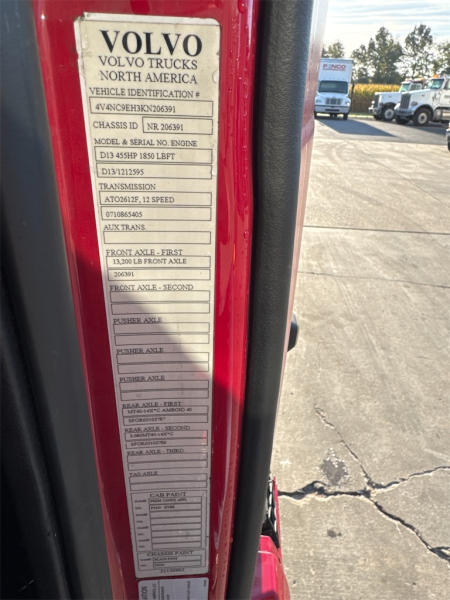 VOLVO
VOLVO TRUCKS
NORTH AMERICA
VEHICLE IDENTIFICATION #
4V4NC9EH3KN206391
CHASSIS ID NR 206391
MODEL & SERIAL NO. ENGINE
D13 455HP 1850 LBFT
D13/1212595
TRANSMISSION
ATO2612F, 12 SPEED
0710865405
AUX TRANS.
FRONT AXLE - FIRST
13,200 LB FRONT AXLE
206391
FRONT AXLE - SECOND
PUSHER AXLE
PUSHER AXLE
PUSHER AXLE
REAR AXLE - FIRST
REAR AXLE - SECOND
REAR AXLE - THIRD
TAG AXLE
CAB PAINT
CHASSIS PAINT
PENCO